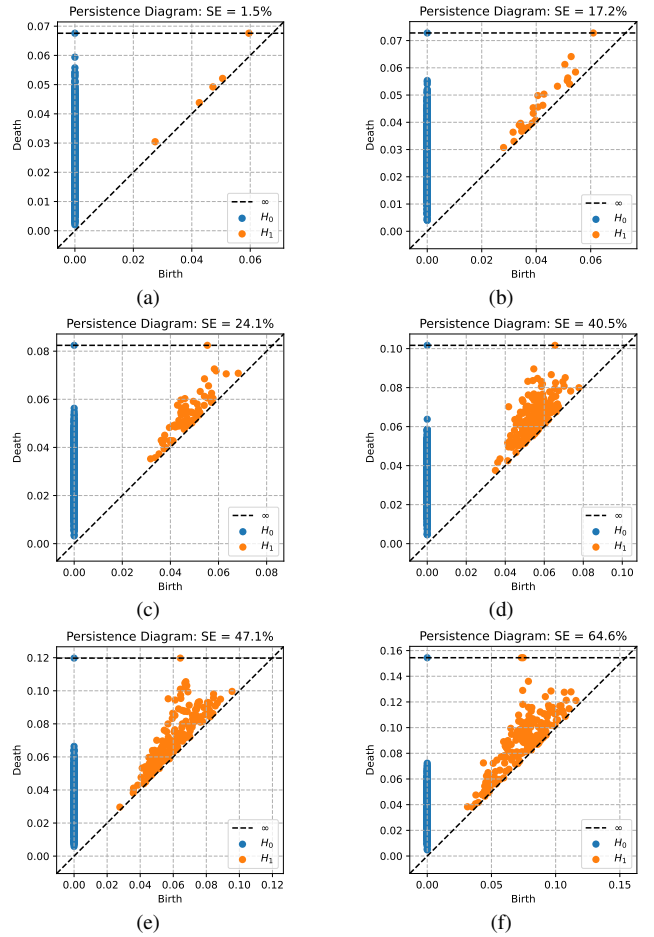 Persistence Diagram: SE = 1.5%
0.07
0.06
0.05
0.04
0.03
0.02
0.01
0.00
Death
0.00 0.02 0.04 0.06
Birth
∞
H₀
H₁
(a)
Persistence Diagram: SE = 17.2%
0.07
0.06
0.05
0.04
0.03
0.02
0.01
0.00
Death
0.00 0.02 0.04 0.06
Birth
∞
H₀
H₁
(b)
Persistence Diagram: SE = 24.1%
0.08
0.06
0.04
0.02
0.00
Death
0.00 0.02 0.04 0.06 0.08
Birth
∞
H₀
H₁
(c)
Persistence Diagram: SE = 40.5%
0.10
0.08
0.06
0.04
0.02
0.00
Death
0.00 0.02 0.04 0.06 0.08 0.10
Birth
∞
H₀
H₁
(d)
Persistence Diagram: SE = 47.1%
0.12
0.10
0.08
0.06
0.04
0.02
0.00
Death
0.00 0.02 0.04 0.06 0.08 0.10 0.12
Birth
∞
H₀
H₁
(e)
Persistence Diagram: SE = 64.6%
0.16
0.14
0.12
0.10
0.08
0.06
0.04
0.02
0.00
Death
0.00 0.05 0.10 0.15
Birth
∞
H₀
H₁
(f)